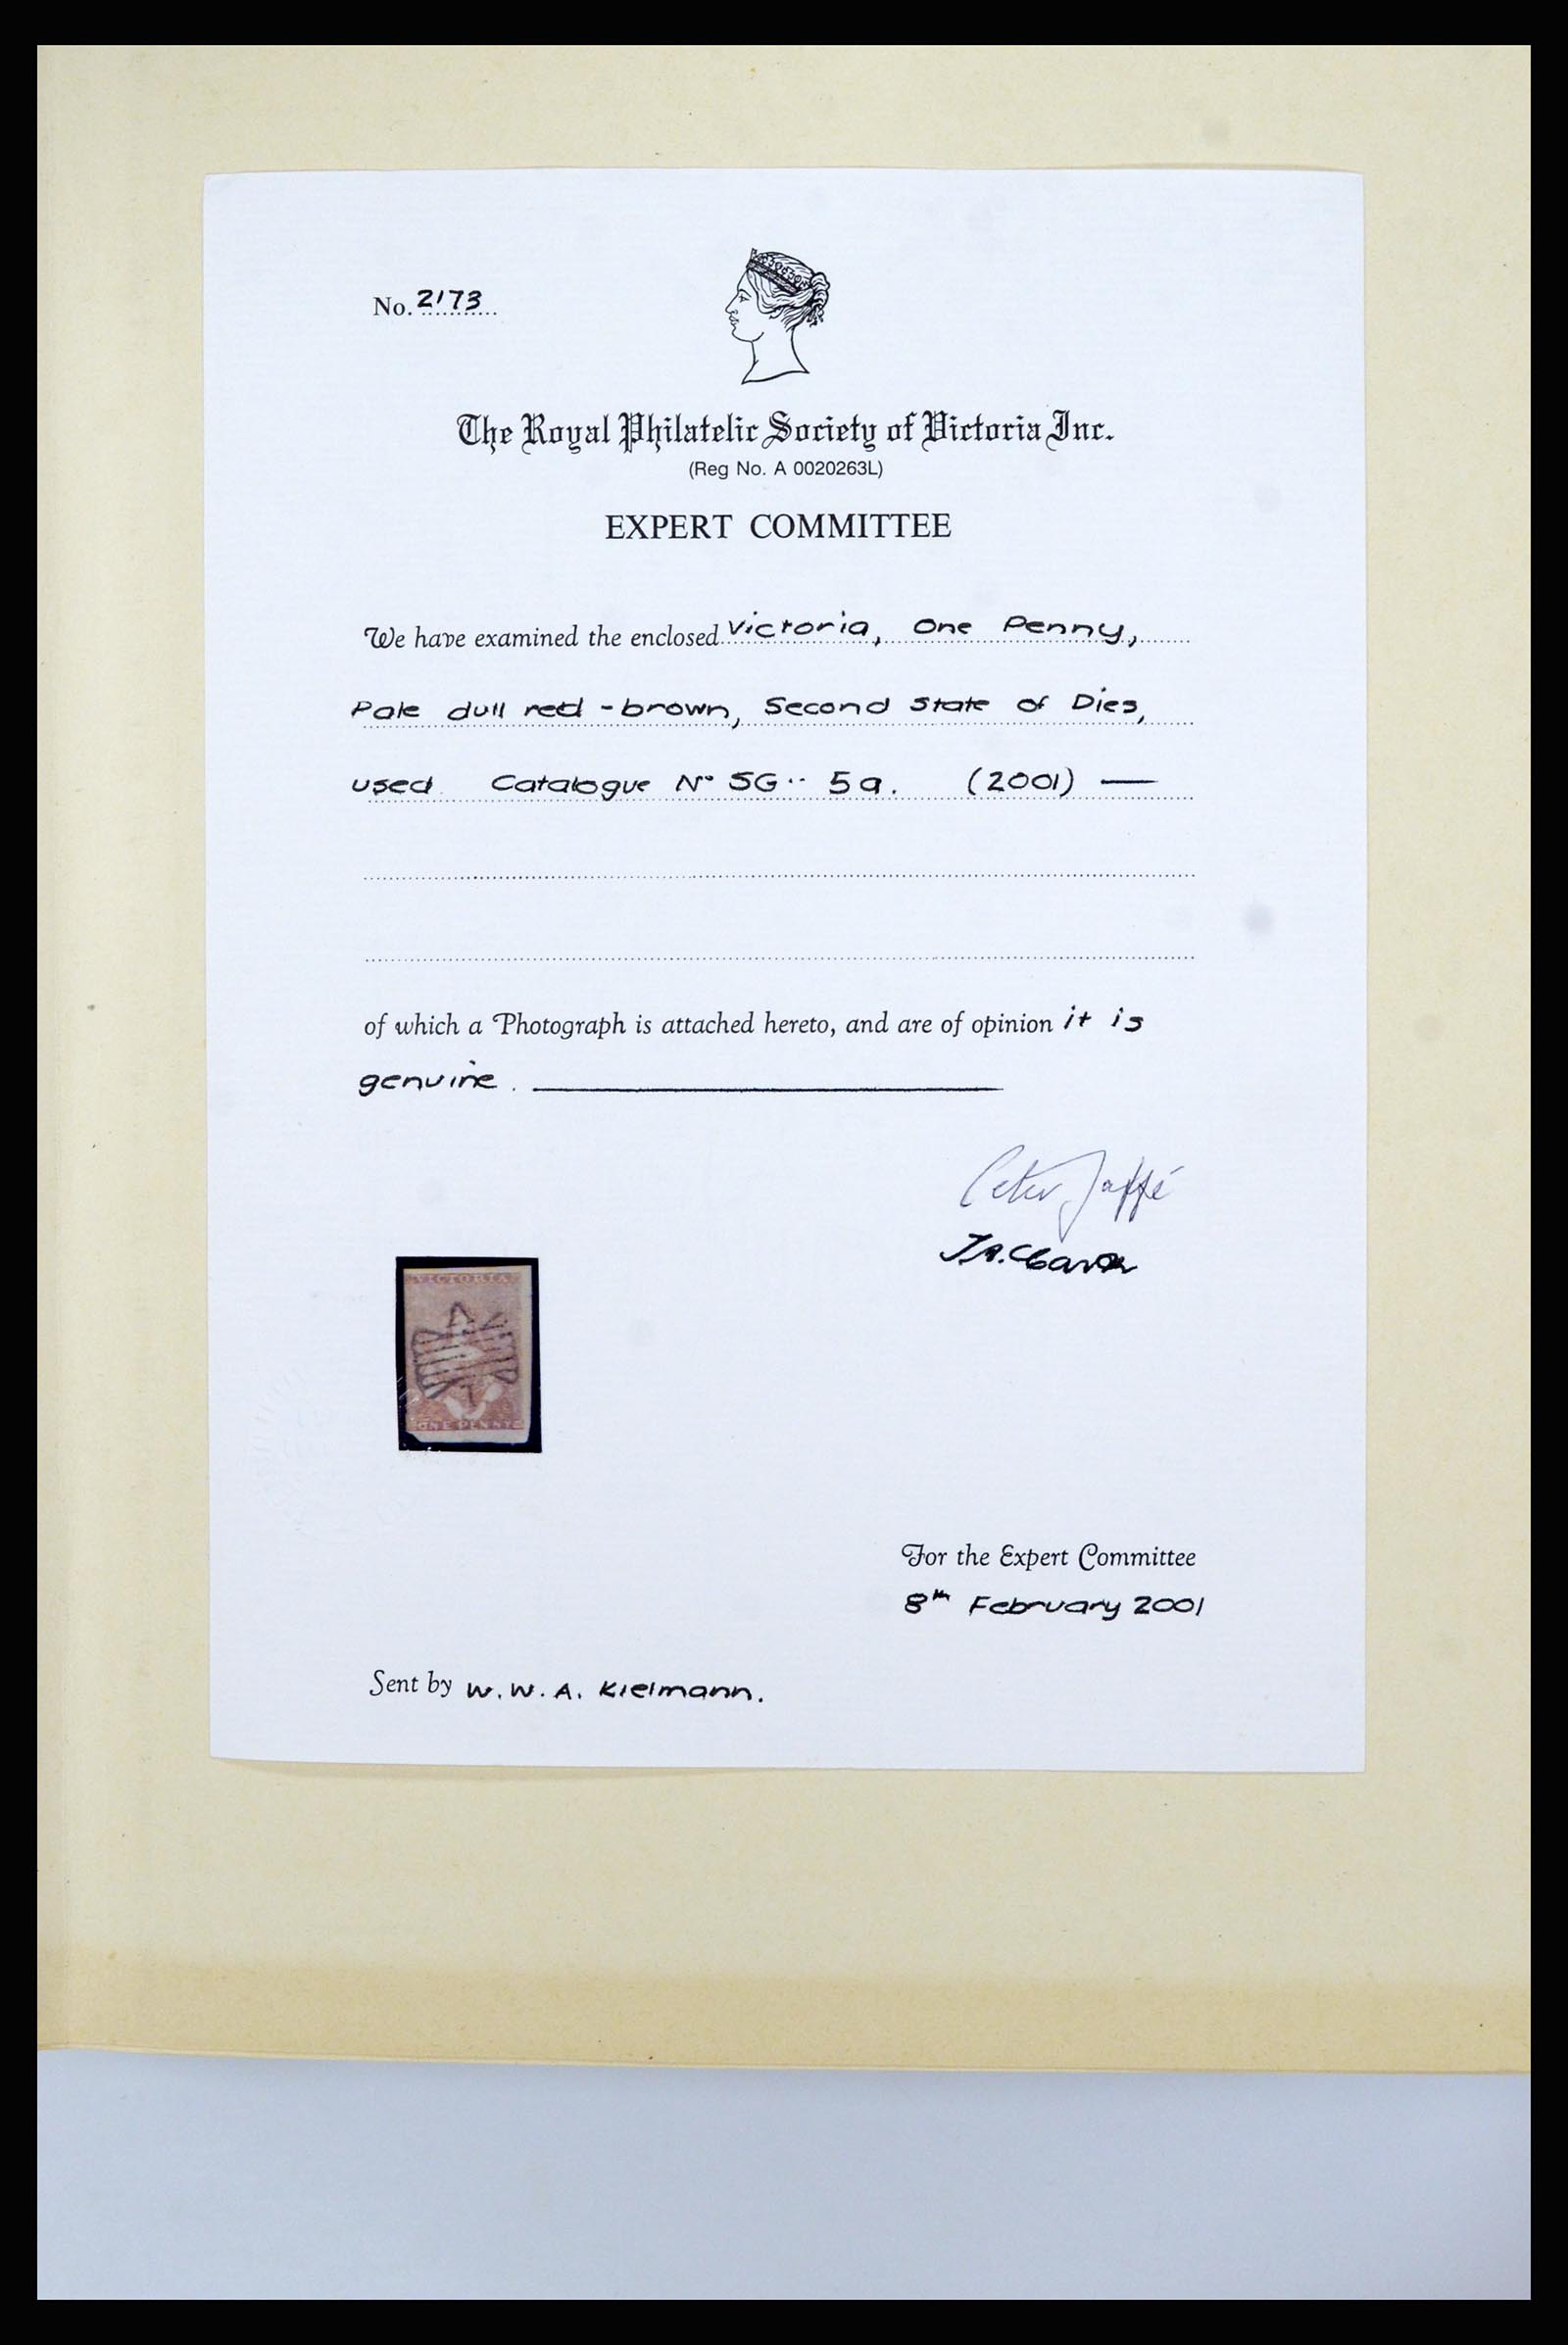 No. 2173
The Royal Philatelic Society of Victoria Inc.
(Reg No. A 0020263L)
EXPERT COMMITTEE
We have examined the enclosed Victoria, One Penny,
Pale dull red-brown, Second State of Dies,
used. Catalogue No SG.. 5a. (2001) —
of which a Photograph is attached hereto, and are of opinion it is
genuine.
Peter Jaffé
VICTORIA
ONE PENNY
For the Expert Committee
8th February 2001
Sent by W. W. A. Kielmann.